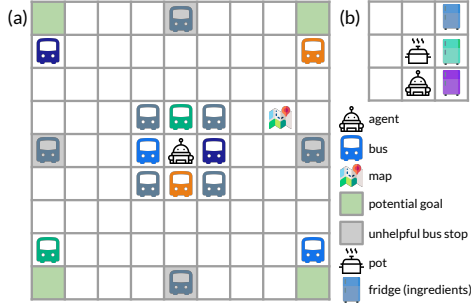 (a)
(b)
agent
bus
map
potential goal
unhelpful bus stop
pot
fridge (ingredients)